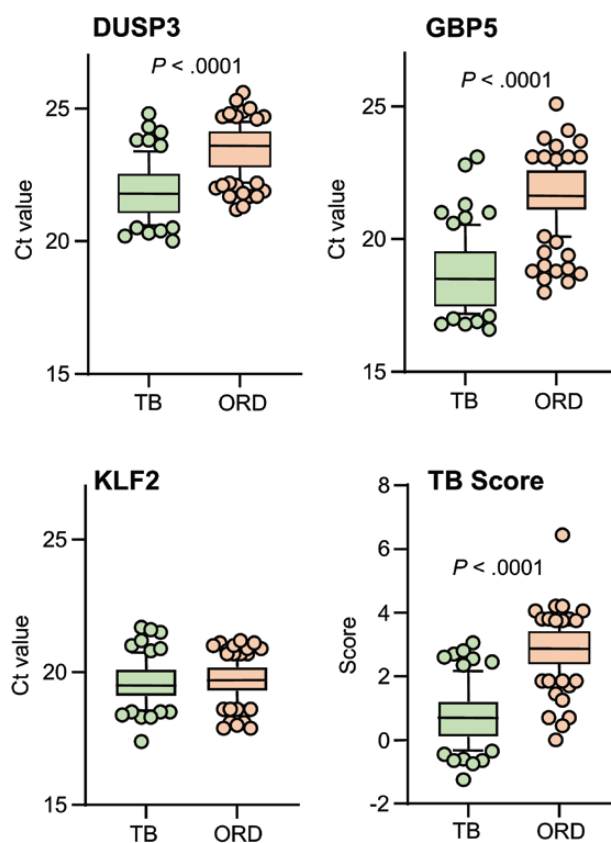 DUSP3
P < .0001
Ct value
25
20
15
TB
ORD
GBP5
P < .0001
Ct value
25
20
15
TB
ORD
KLF2
Ct value
25
20
15
TB
ORD
TB Score
P < .0001
Score
8
6
4
2
0
-2
TB
ORD